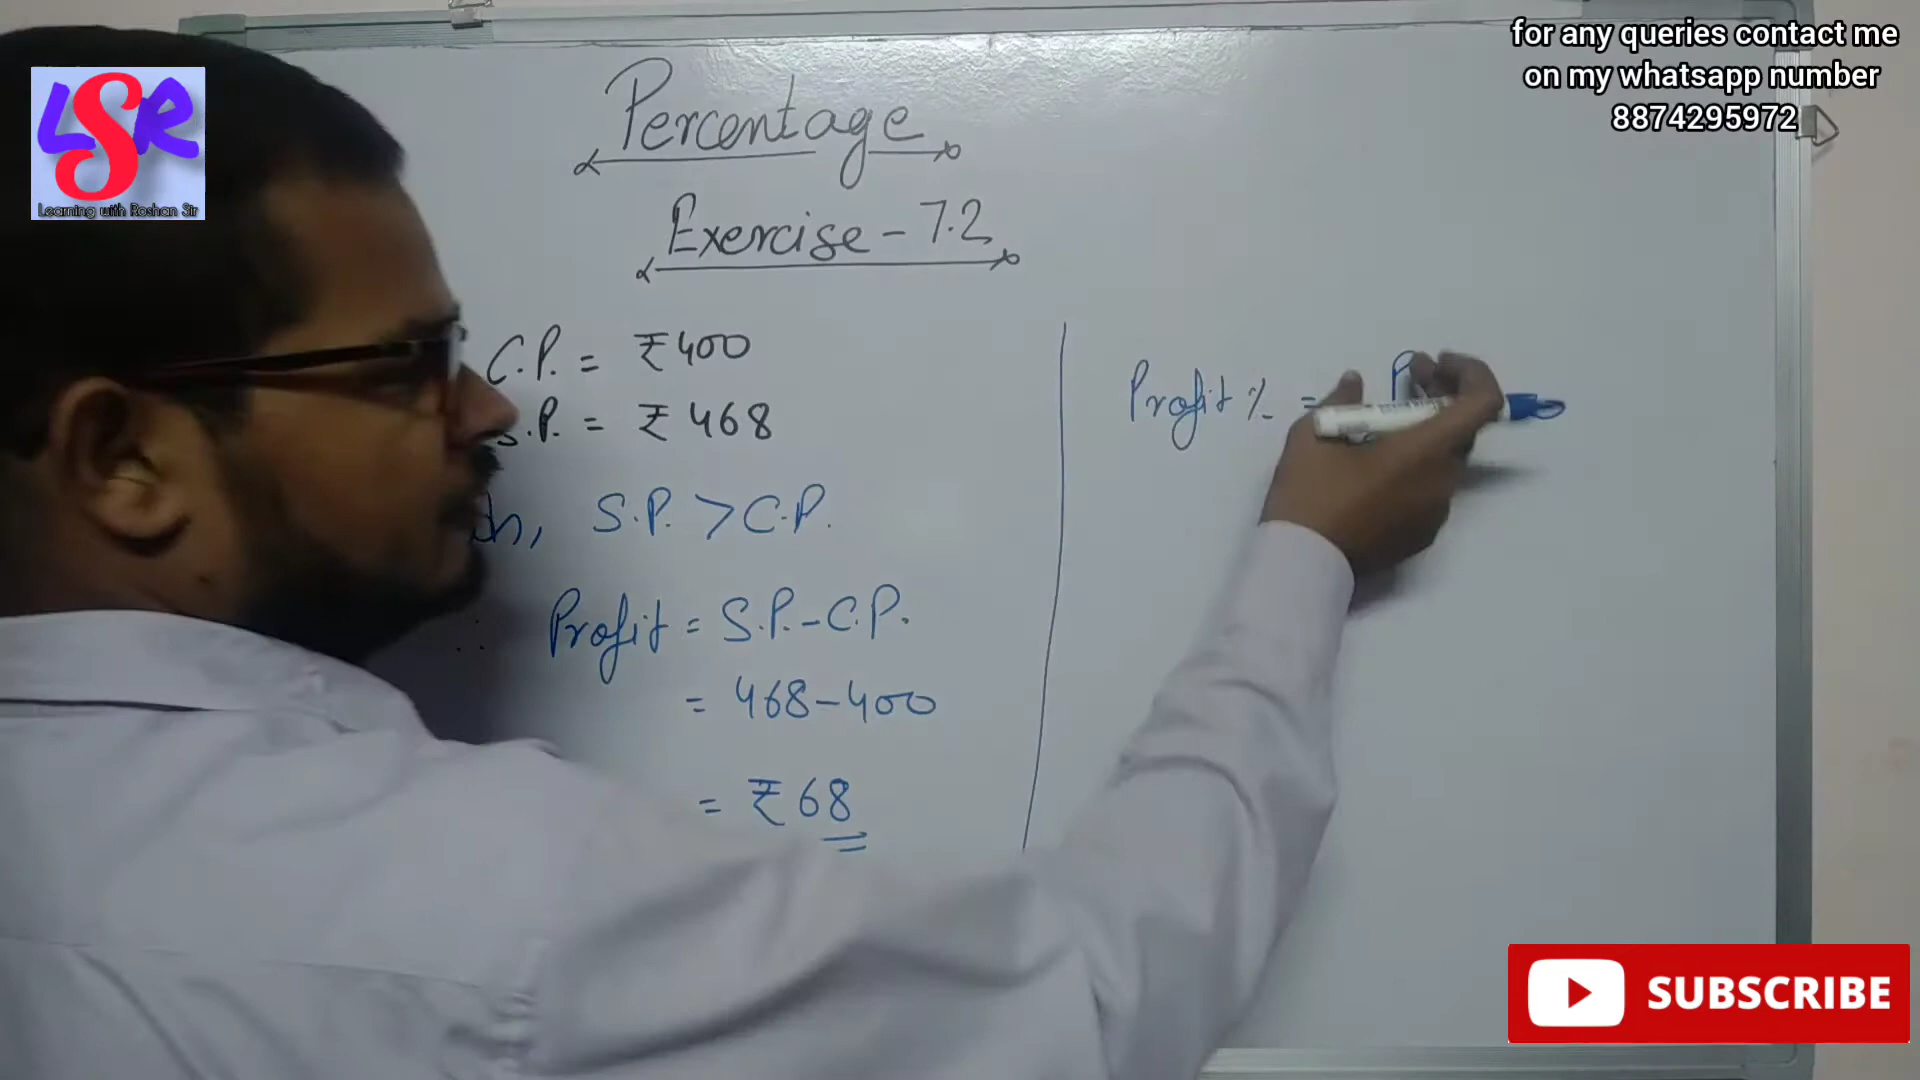 for any queries contact me
on my whatsapp number
8874295972
LSR
Learning with Roshan Sir
Percentage
Exercise - 7.2
C.P. = ₹400
S.P. = ₹468
S.P. > C.P.
∴ Profit = S.P. - C.P.
= 468 - 400
= ₹68
Profit % = P
SUBSCRIBE